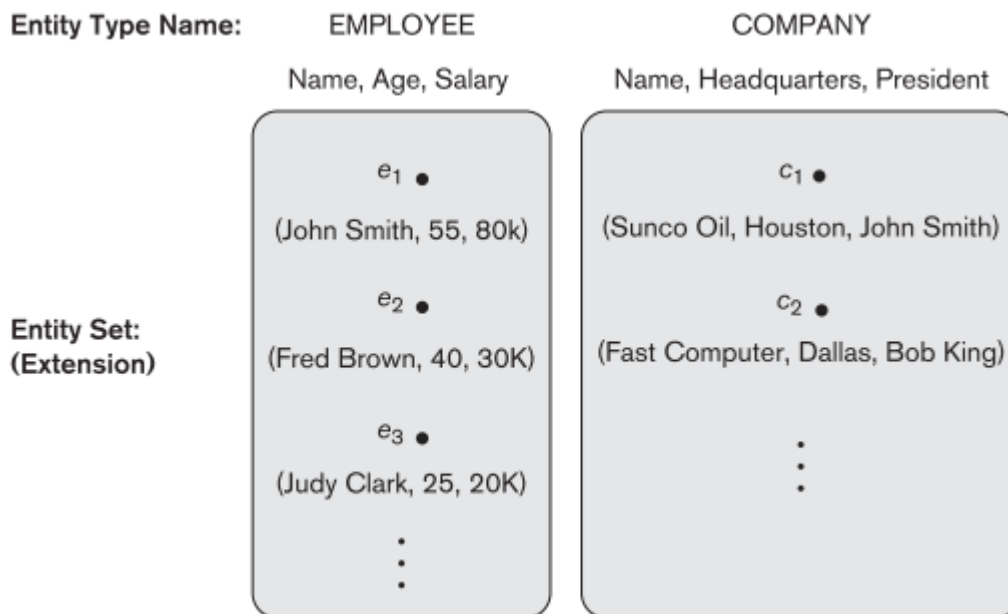 Entity Type Name: EMPLOYEE COMPANY
Name, Age, Salary Name, Headquarters, President
e1 c1
(John Smith, 55, 80k) (Sunco Oil, Houston, John Smith)
e2 c2
Entity Set:
(Extension) (Fred Brown, 40, 30K) (Fast Computer, Dallas, Bob King)
e3
(Judy Clark, 25, 20K)